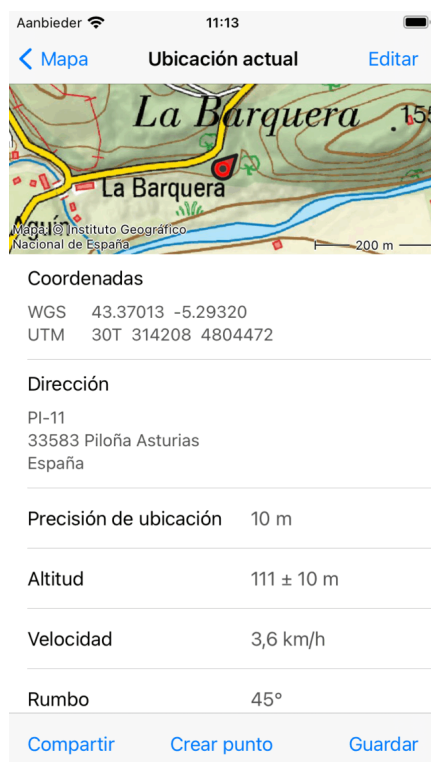 Aanbieder 11:13
Mapa Ubicación actual Editar
La Barquera
155
La Barquera
Mapa: © Instituto Geográfico
Nacional de España
200 m
Coordenadas
WGS 43.37013 -5.29320
UTM 30T 314208 4804472
Dirección
PI-11
33583 Piloña Asturias
España
Precisión de ubicación 10 m
Altitud 111 ± 10 m
Velocidad 3,6 km/h
Rumbo 45°
Compartir Crear punto Guardar